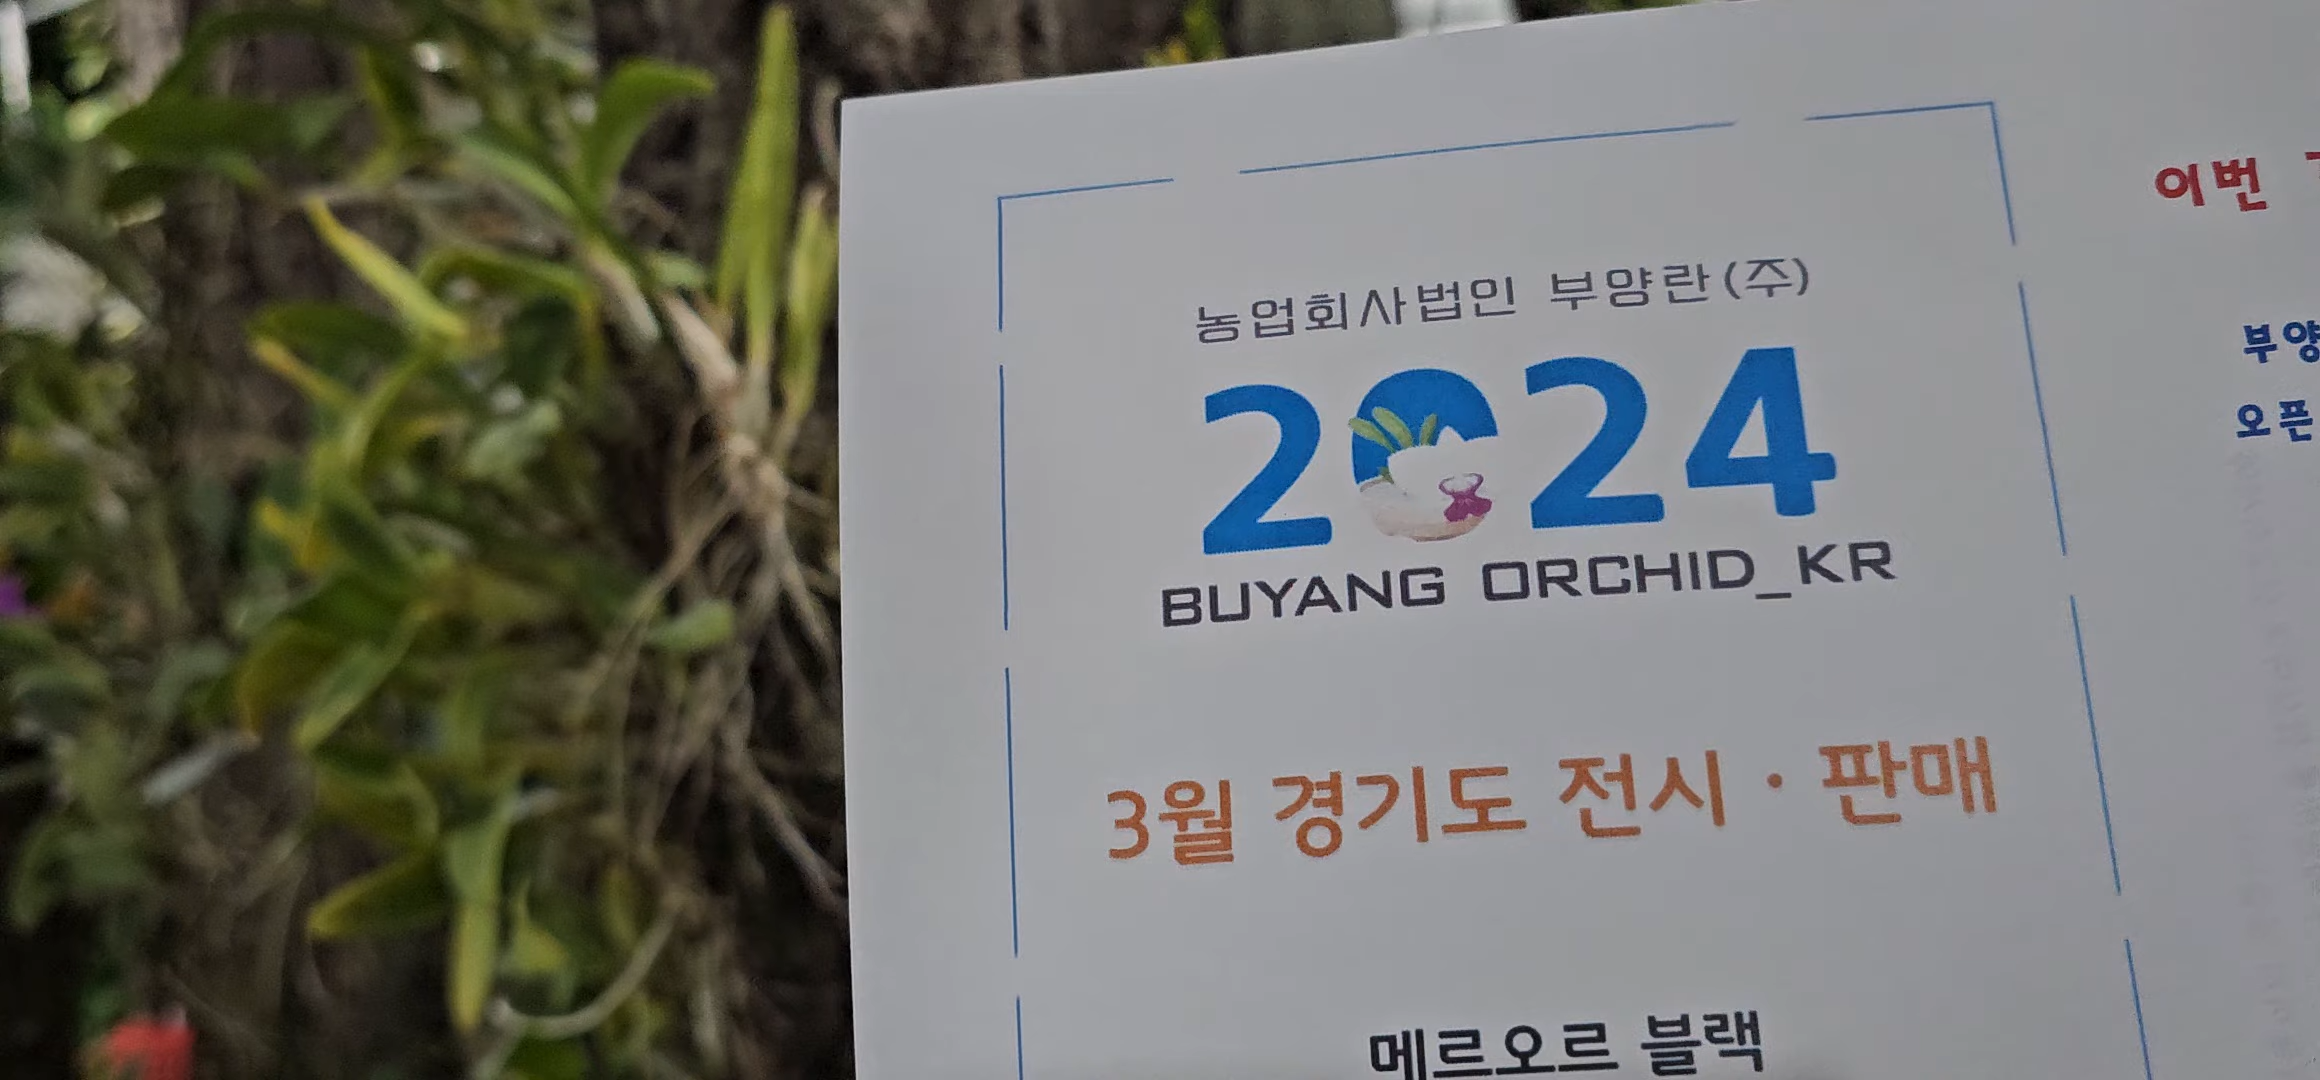 농업회사법인 부양란(주)
2024
BUYANG ORCHID_KR
3월 경기도 전시·판매
메르오르 블랙
이번
부양
오픈